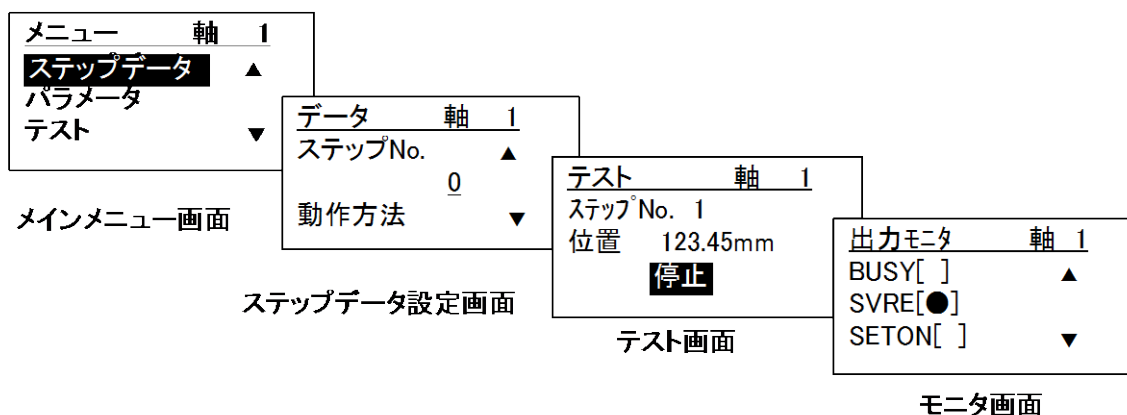 メニュー 軸 1
ステップデータ ▲
パラメータ
テスト ▼
メインメニュー画面
データ 軸 1
ステップNo. ▲
0
動作方法 ▼
ステップデータ設定画面
テスト 軸 1
ステップNo. 1
位置 123.45mm
停止
テスト画面
出力モニタ 軸 1
BUSY[ ] ▲
SVRE[●]
SETON[ ] ▼
モニタ画面